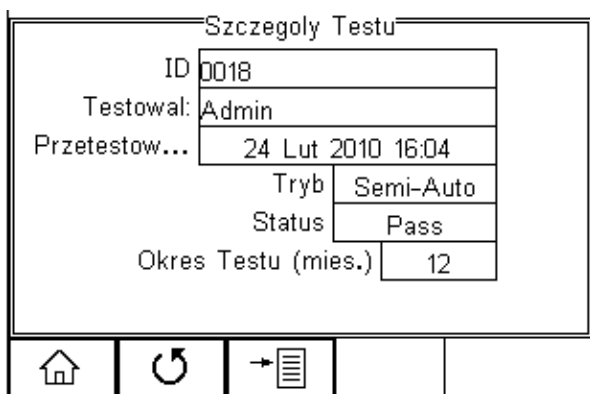 Szczegoly Testu
ID 0018
Testowal: Admin
Przetestow... 24 Lut 2010 16:04
Tryb Semi-Auto
Status Pass
Okres Testu (mies.) 12